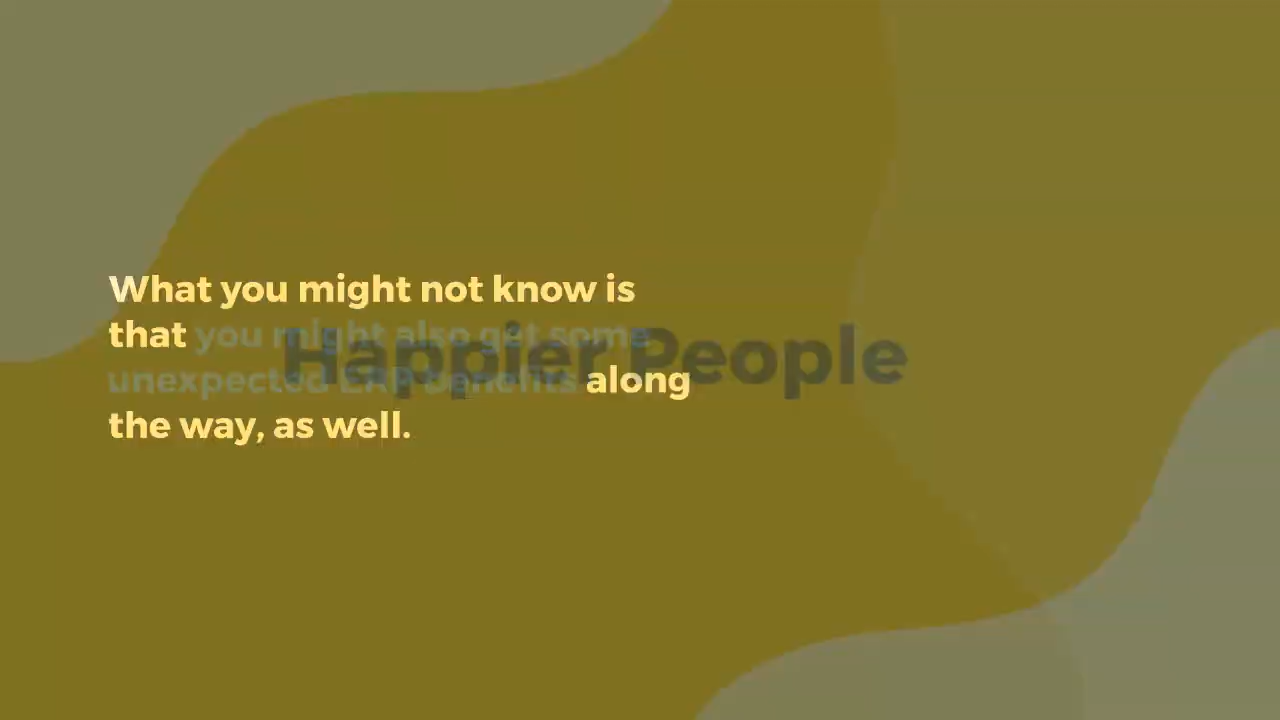 What you might not know is
that you might also get some
unexpected ERP benefits along
the way, as well.
Happier People